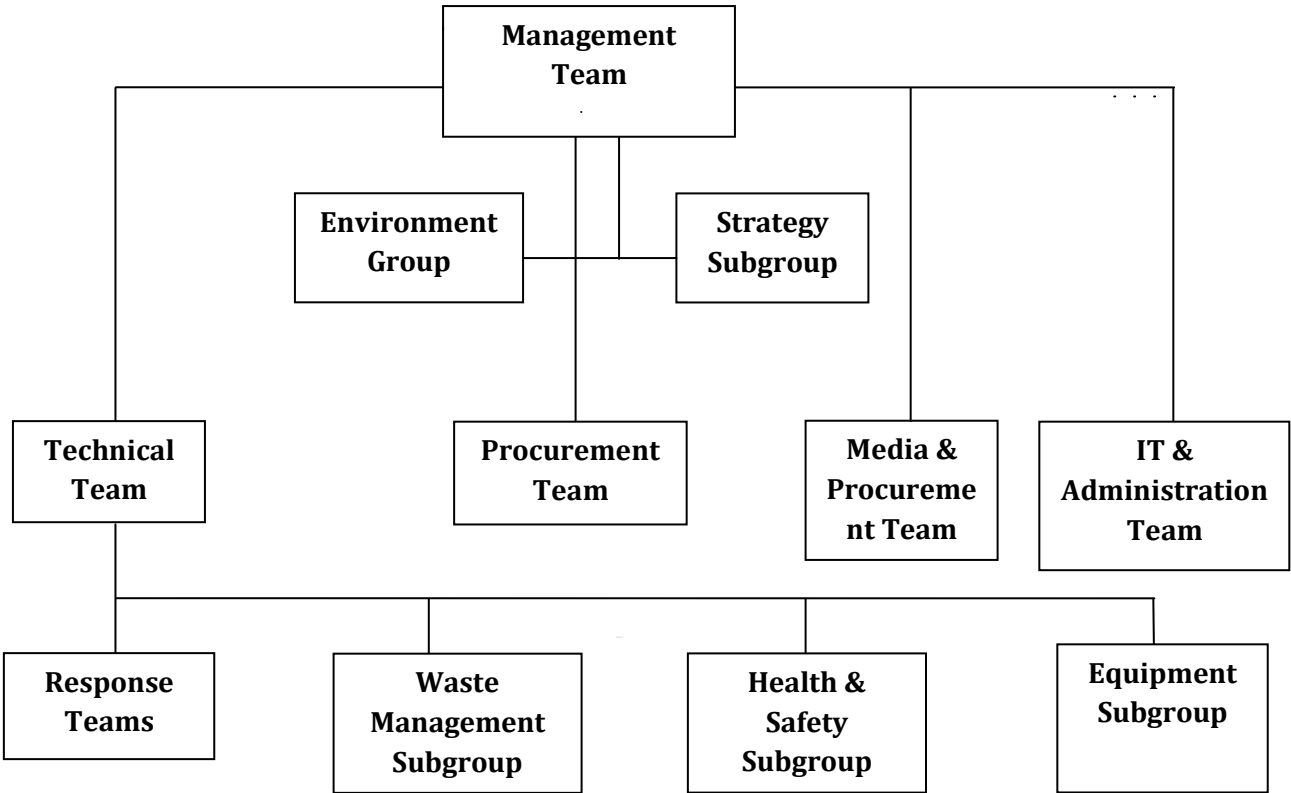 Management
Team
Environment
Group
Strategy
Subgroup
Technical
Team
Procurement
Team
Media &
Procureme
nt Team
IT &
Administration
Team
Response
Teams
Waste
Management
Subgroup
Health &
Safety
Subgroup
Equipment
Subgroup